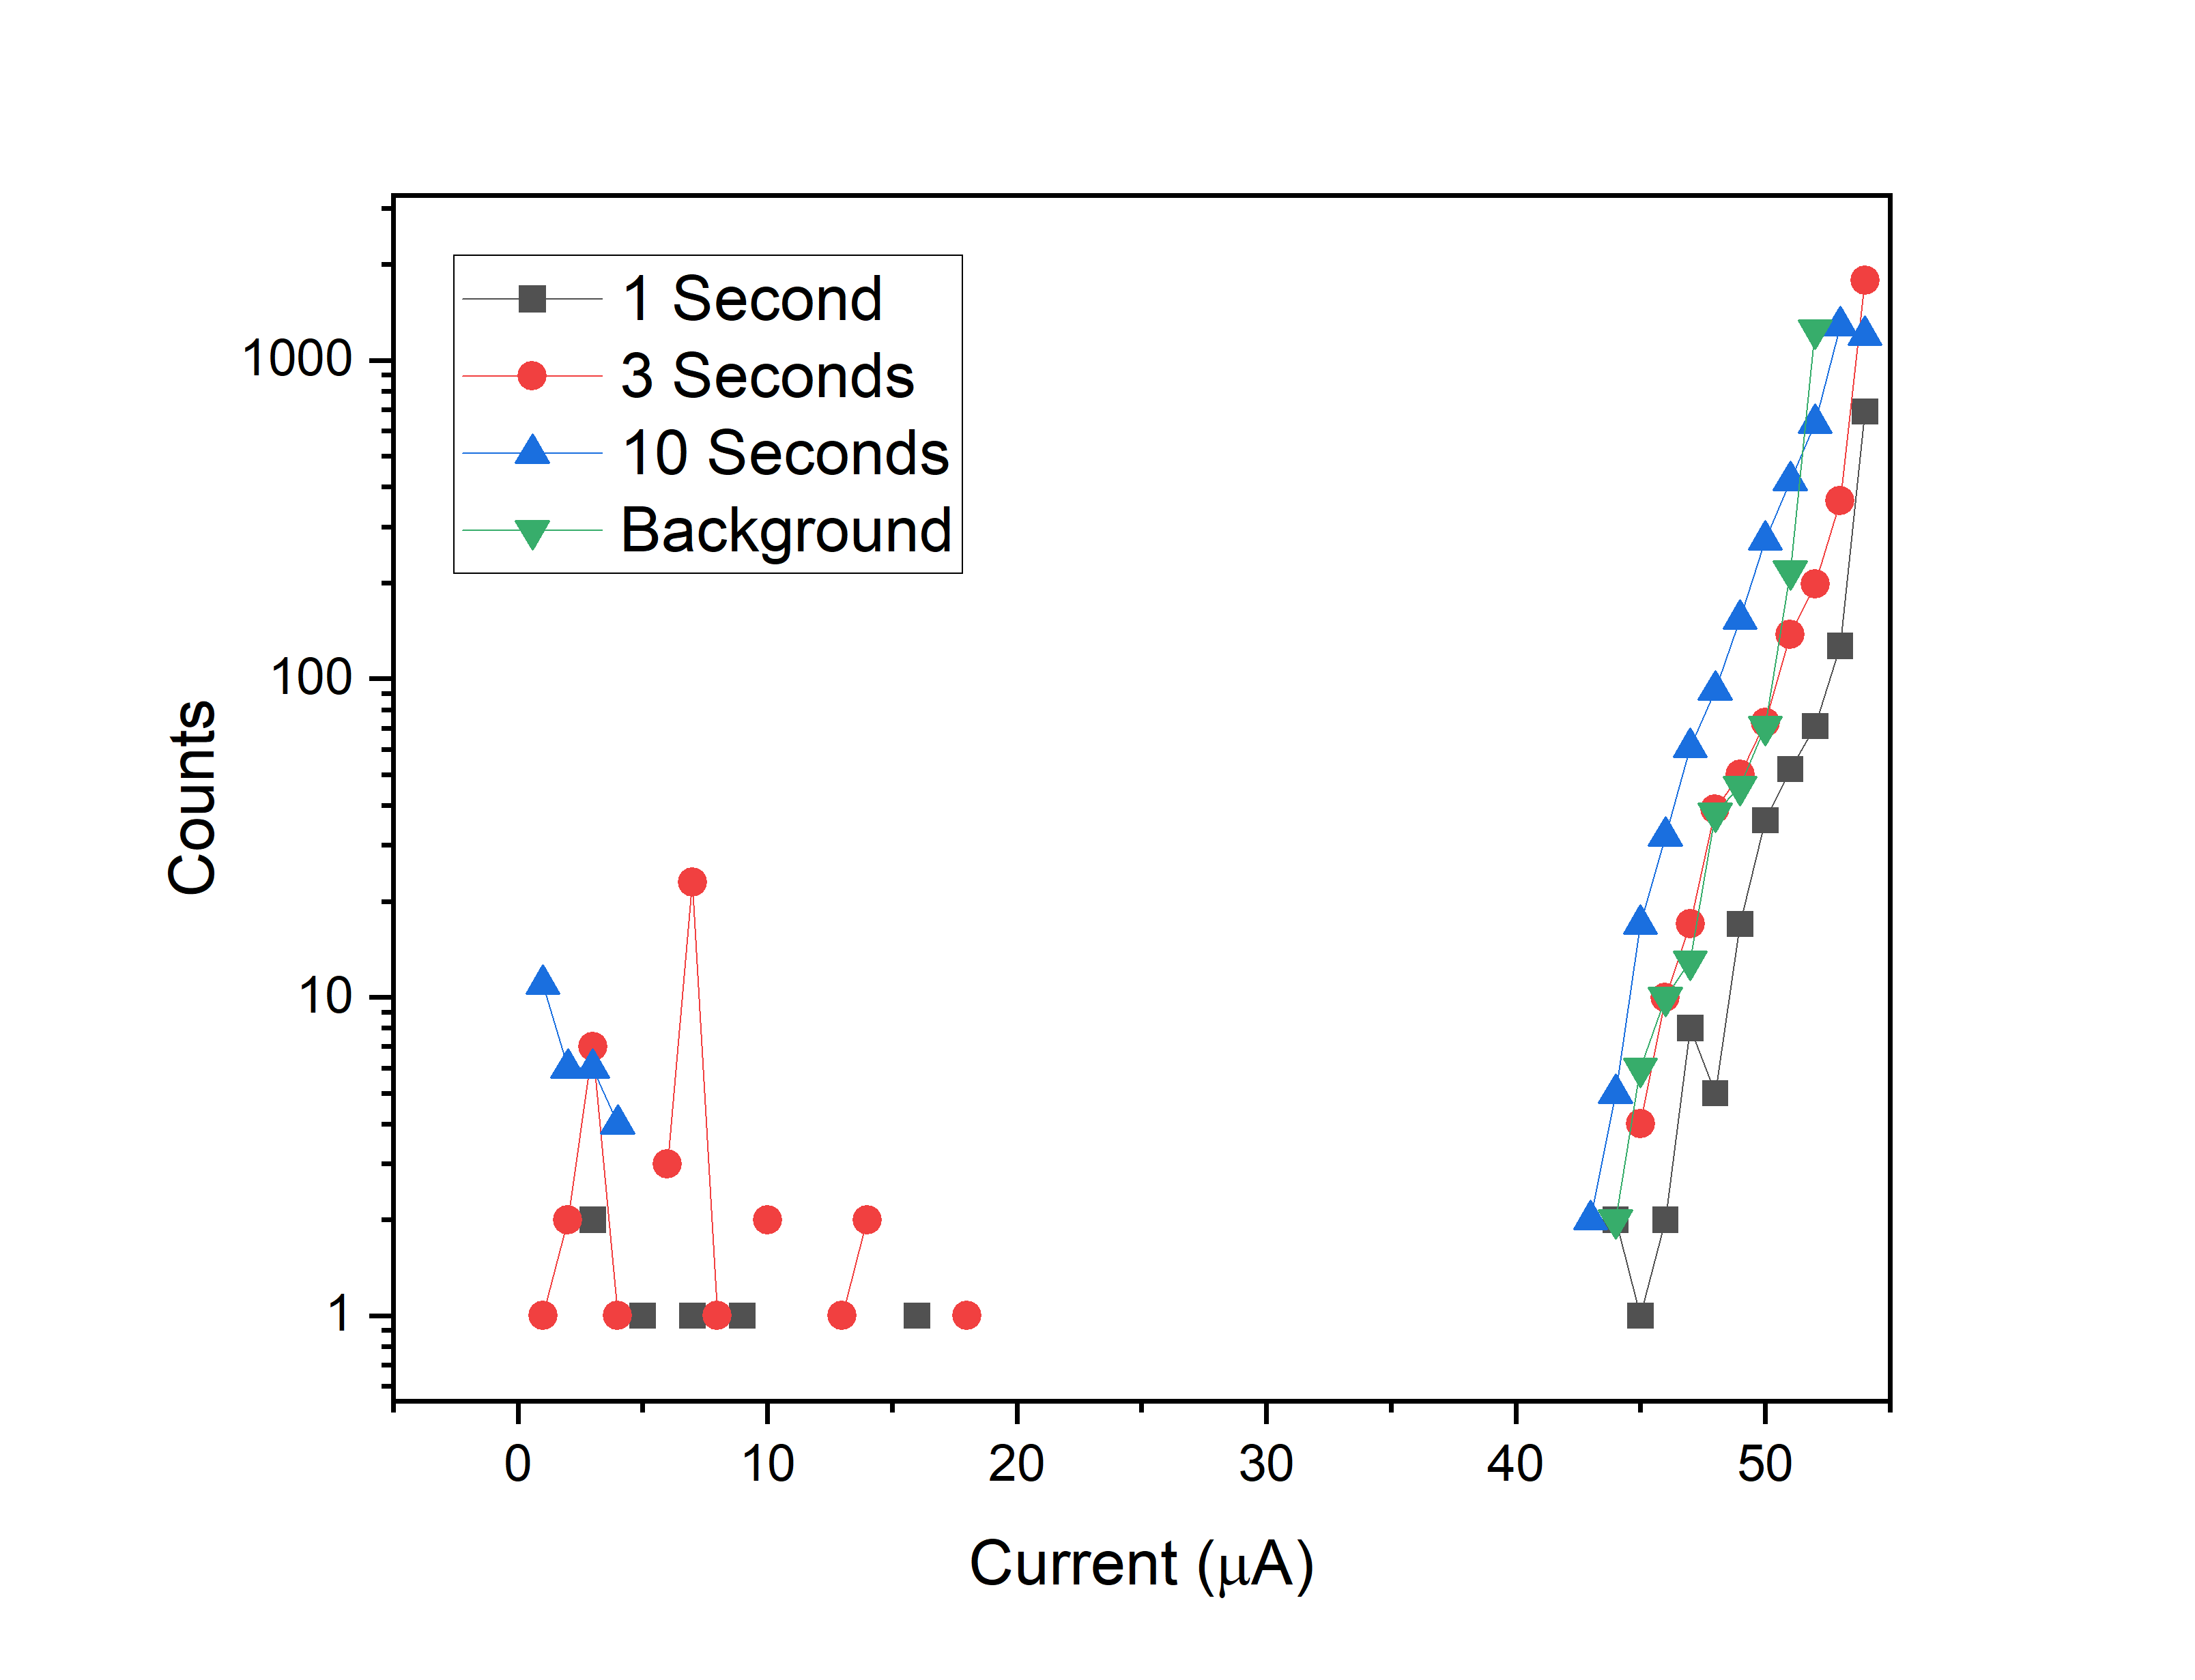 1 Second
3 Seconds
10 Seconds
Background
1000
100
10
1
Counts
0 10 20 30 40 50
Current (μA)